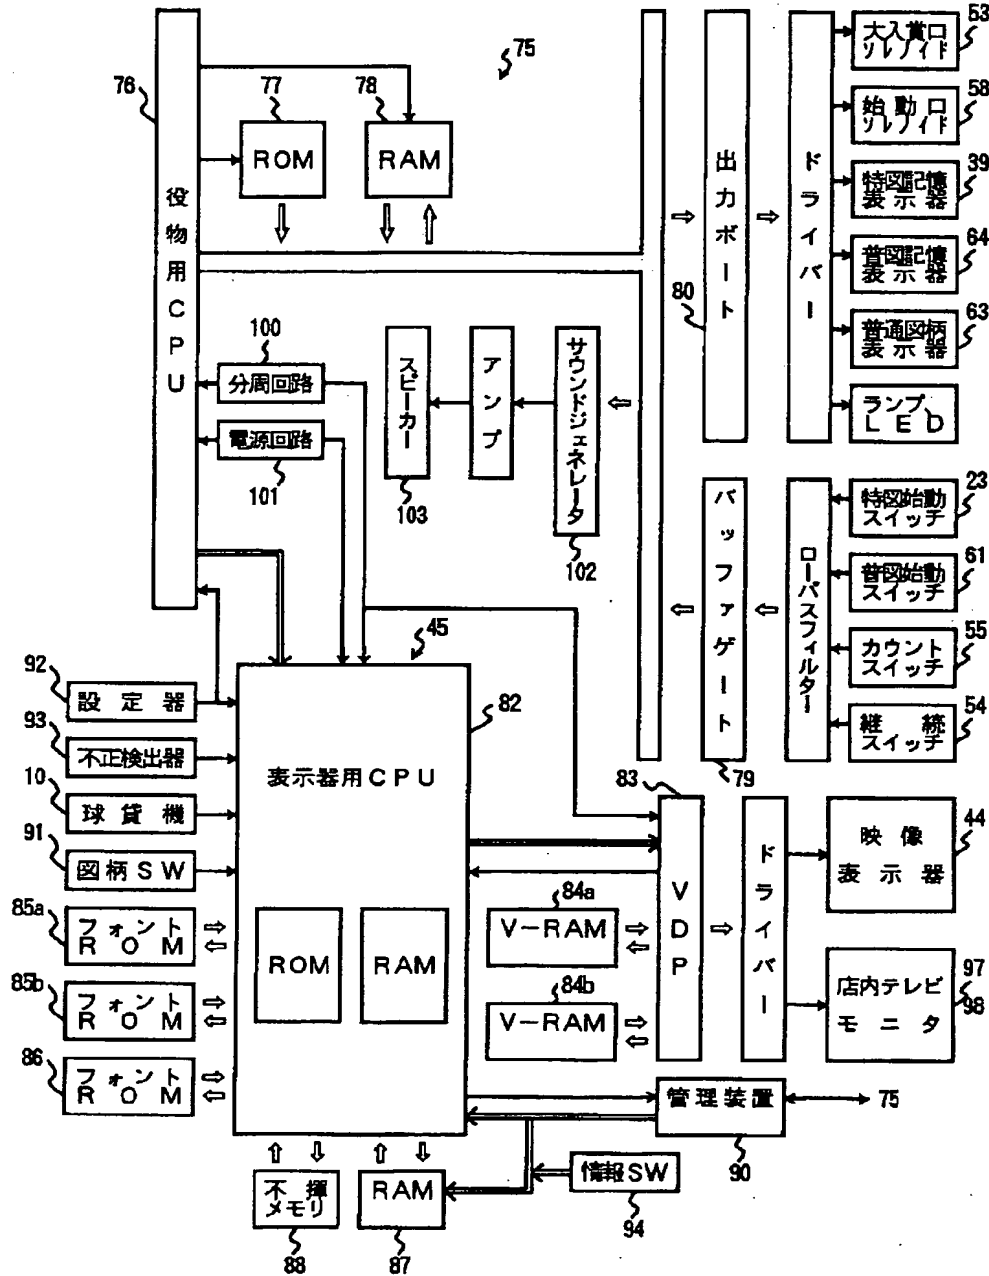 75
76
役物用CPU
77
ROM
78
RAM
100
分周回路
電源回路
101
スピーカー
103
アンプ
サウンドジェネレータ
102
出力ポート
80
ドライバー
大入賞口
ソレノイド
53
始動口
ソレノイド
58
特図記憶
表示器
39
普図記憶
表示器
64
普通図柄
表示器
63
ランプ、
LED
バッファゲート
79
ローパスフィルター
特図始動
スイッチ
23
普図始動
スイッチ
61
カウント
スイッチ
55
継続
スイッチ
54
45
82
表示器用CPU
ROM
RAM
92
設定器
93
不正検出器
10
球貸機
91
図柄SW
85a
フォント
ROM
85b
フォント
ROM
86
フォント
ROM
83
VDP
84a
V-RAM
84b
V-RAM
ドライバー
映像
表示器
44
店内テレビ
モニタ
97
98
管理装置
75
90
情報SW
94
不揮
メモリ
88
RAM
87